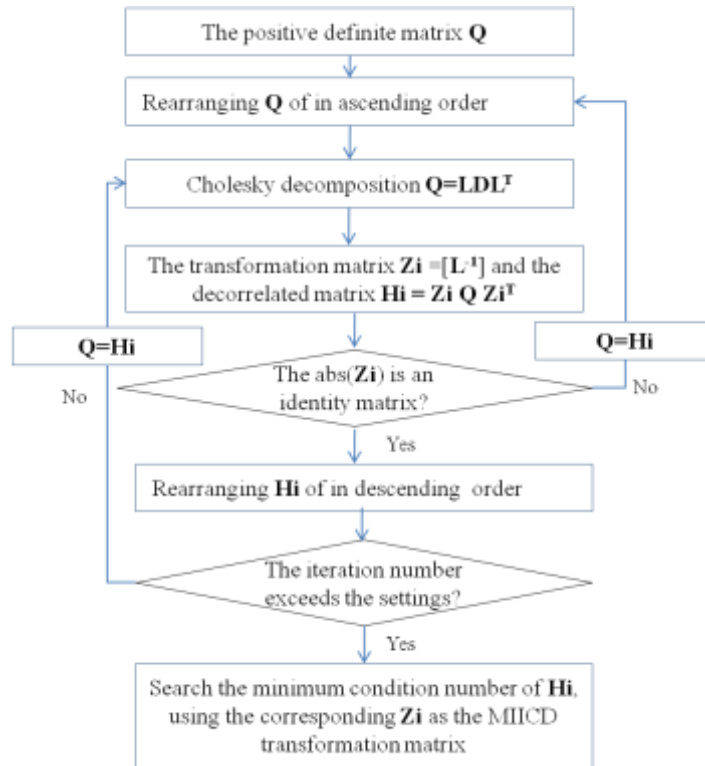 The positive definite matrix Q
Rearranging Q of in ascending order
Cholesky decomposition Q=LDLᵀ
The transformation matrix Zi =[L⁻¹] and the
decorrelated matrix Hi = Zi Q Ziᵀ
Q=Hi
Q=Hi
The abs(Zi) is an
identity matrix?
No
No
Yes
Rearranging Hi of in descending order
The iteration number
exceeds the settings?
Yes
Search the minimum condition number of Hi,
using the corresponding Zi as the MIICD
transformation matrix